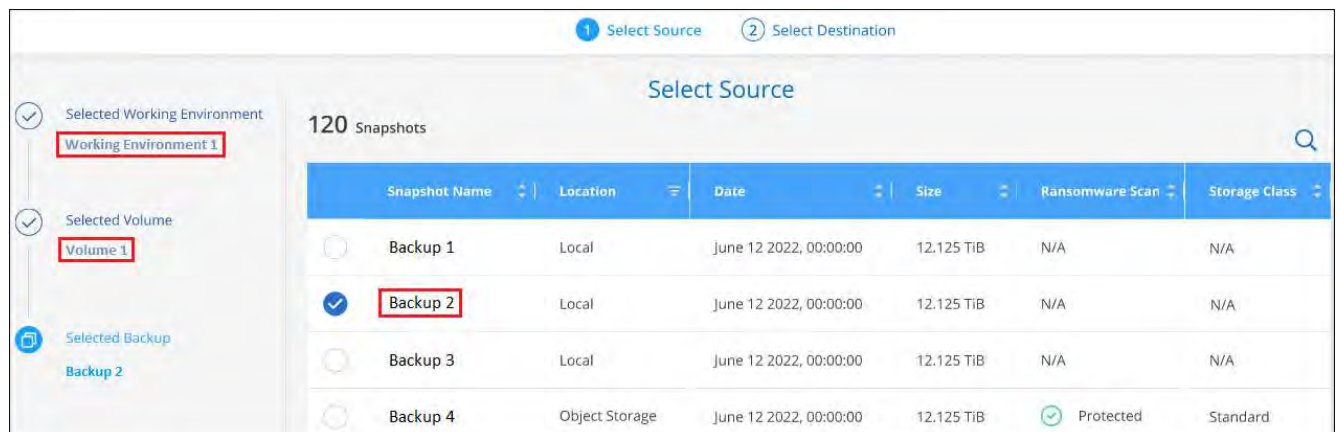 1 Select Source 2 Select Destination
Select Source
Selected Working Environment
Working Environment 1
Selected Volume
Volume 1
Selected Backup
Backup 2
120 Snapshots
Snapshot Name Location Date Size Ransomware Scan Storage Class
Backup 1 Local June 12 2022, 00:00:00 12.125 TiB N/A N/A
Backup 2 Local June 12 2022, 00:00:00 12.125 TiB N/A N/A
Backup 3 Local June 12 2022, 00:00:00 12.125 TiB N/A N/A
Backup 4 Object Storage June 12 2022, 00:00:00 12.125 TiB Protected Standard